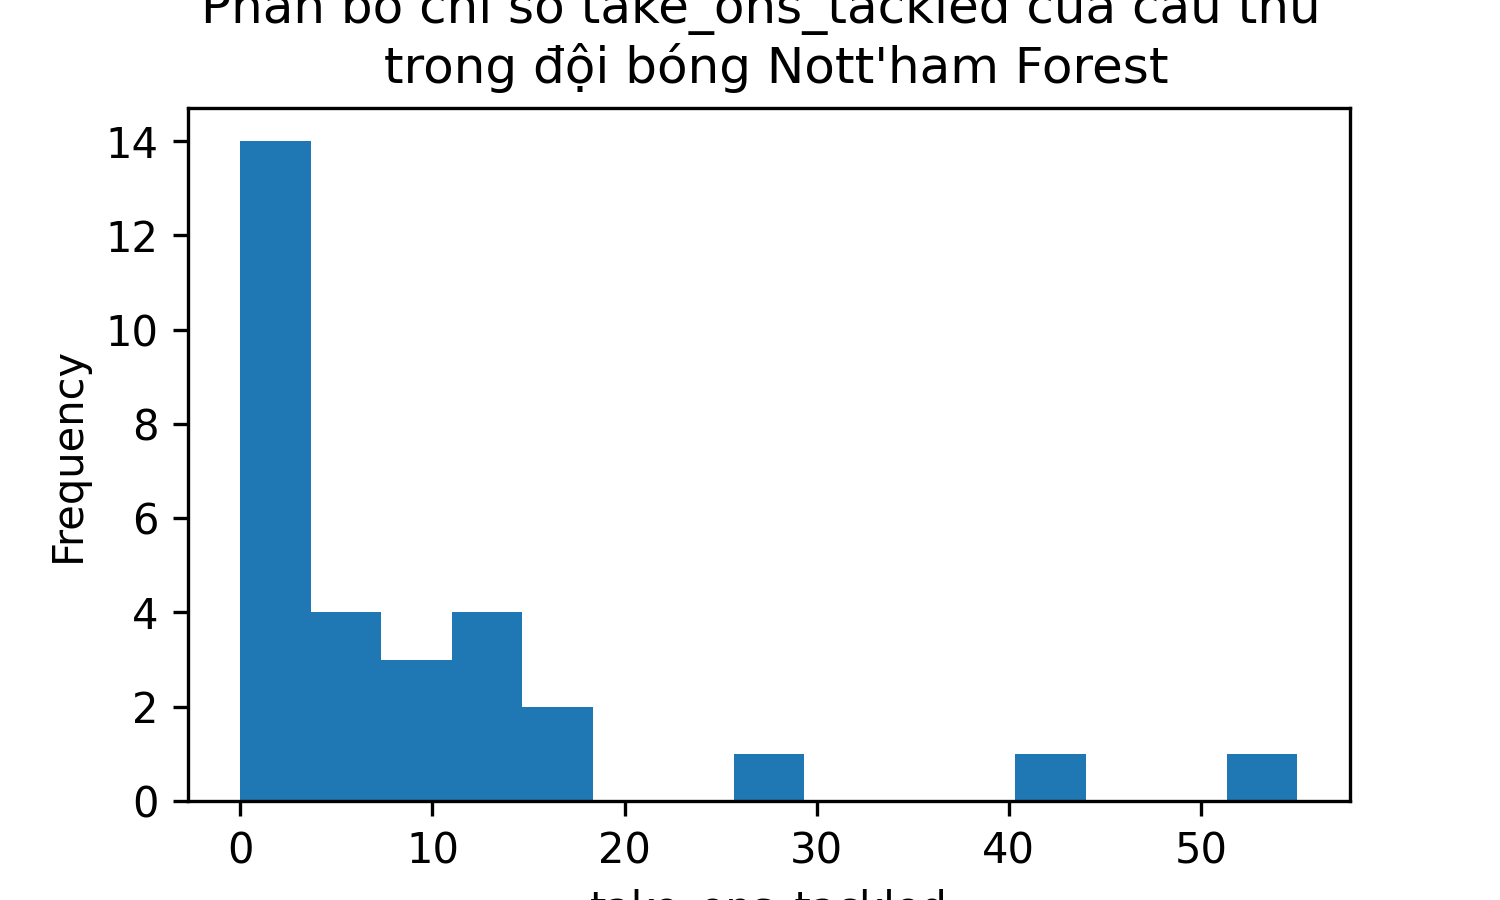 Phân bố chỉ số take_ons_tackled của cầu thủ
trong đội bóng Nott'ham Forest
14
12
10
8
6
4
2
0
Frequency
0 10 20 30 40 50
take_ons_tackled